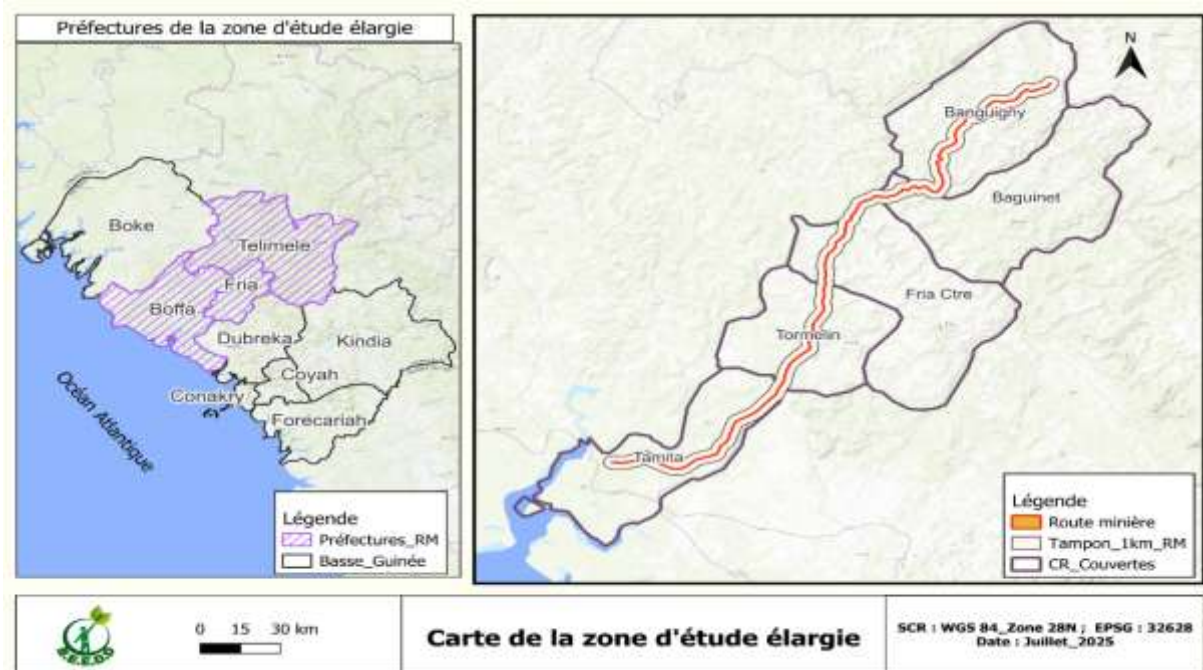 Préfectures de la zone d'étude élargie
Boke
Telimele
Fria
Boffa
Dubreka
Kindia
Coyah
Conakry
Forecariah
Océan Atlantique
Légende
Préfectures_RM
Basse_Guinée
N
Banguigny
Baguinet
Fria Ctre
Tormelin
Tamita
Légende
Route minière
Tampon_1km_RM
CR_Couvertes
0 15 30 km
Carte de la zone d'étude élargie
SCR : WGS 84_Zone 28N ; EPSG : 32628
Date : Juillet_2025